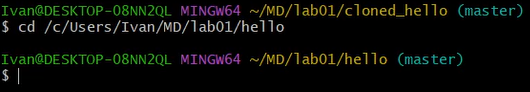 Ivan@DESKTOP-08NN2QL MINGW64 ~/MD/lab01/cloned_hello (master)
$ cd /c/Users/Ivan/MD/lab01/hello
Ivan@DESKTOP-08NN2QL MINGW64 ~/MD/lab01/hello (master)
$